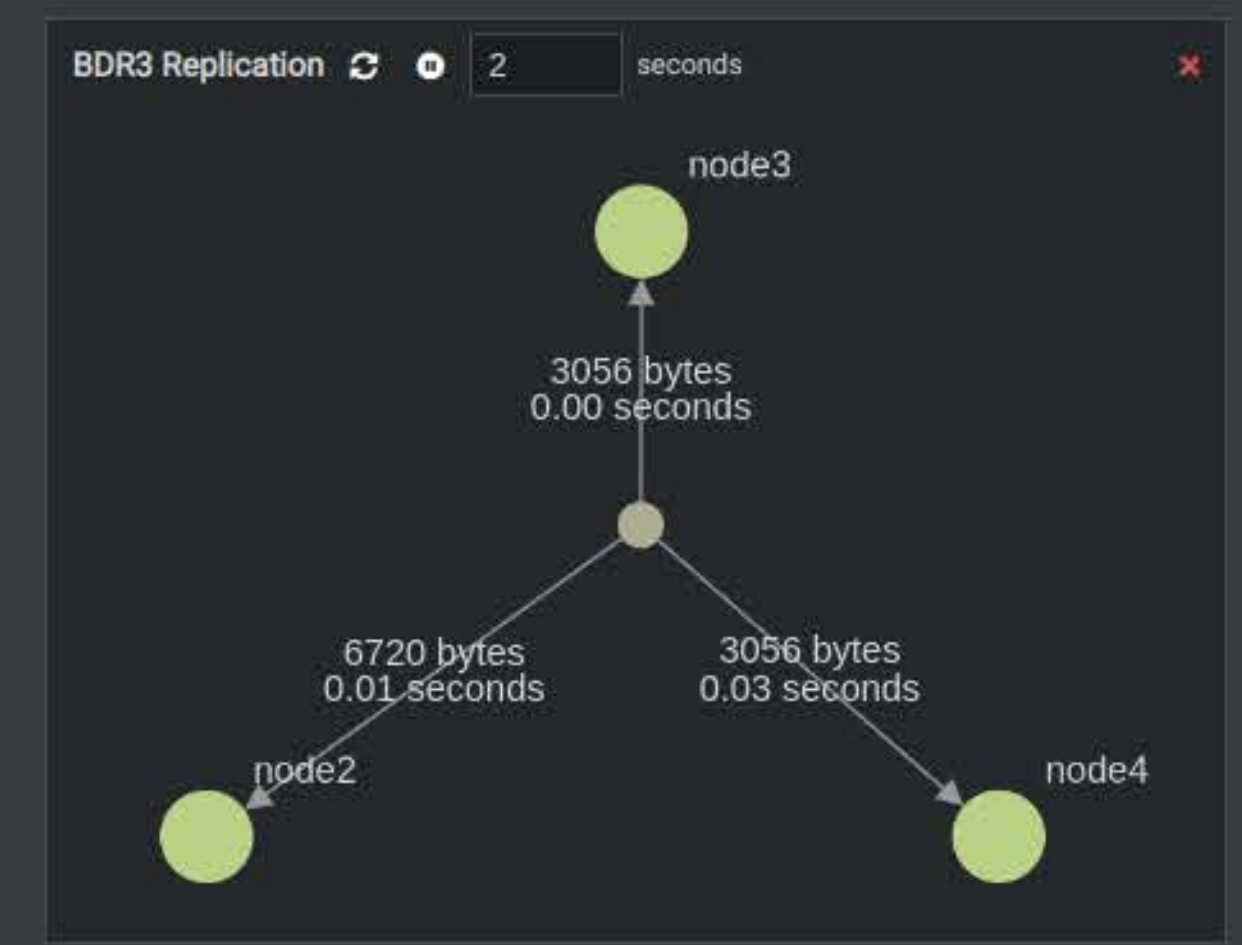 BDR3 Replication 2 seconds
node3
3056 bytes
0.00 seconds
6720 bytes
0.01 seconds
3056 bytes
0.03 seconds
node2
node4